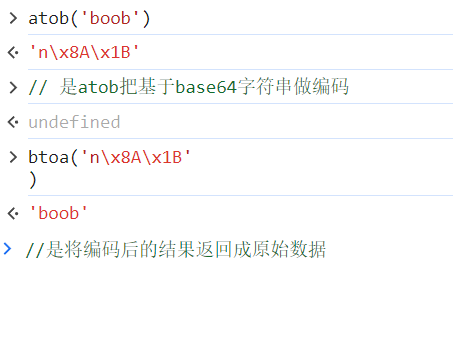 atob('boob')
'n\x8A\x1B'
// 是atob把基于base64字符串做编码
undefined
btoa('n\x8A\x1B'
)
'boob'
//是将编码后的结果返回成原始数据